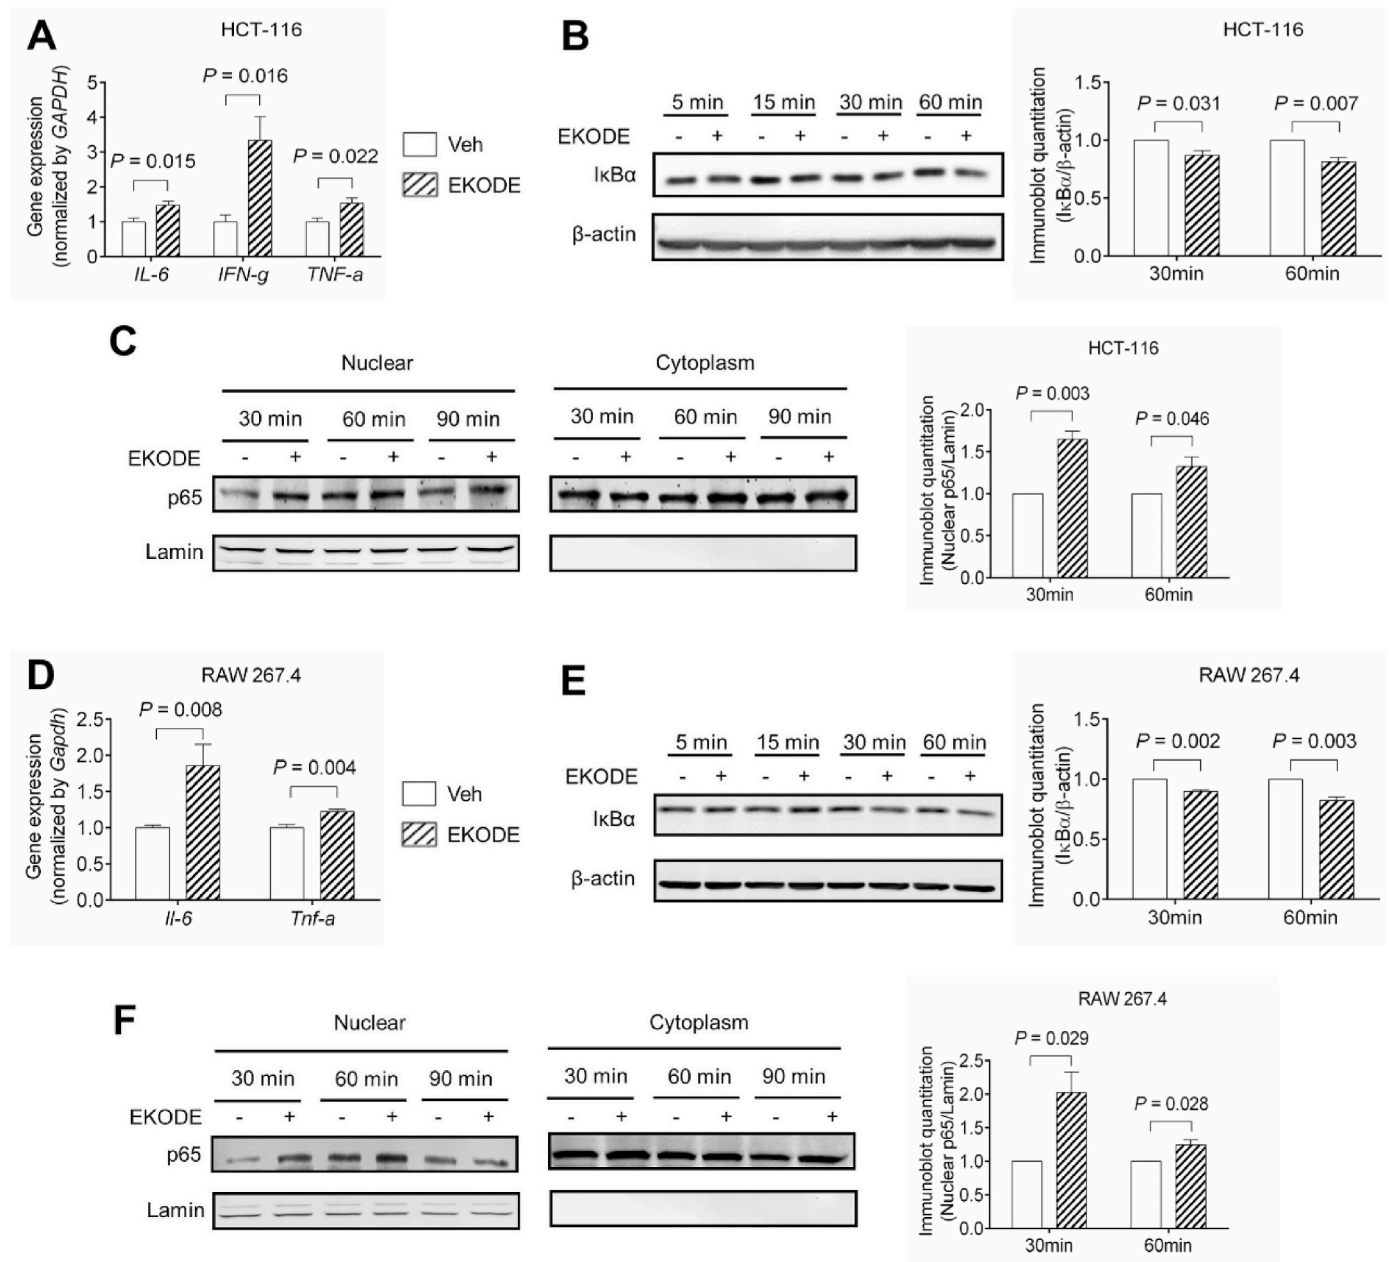 A
HCT-116
Gene expression
(normalized by GAPDH)
5
4
3
2
1
0
P = 0.015
P = 0.016
P = 0.022
IL-6 IFN-g TNF-a
Veh
EKODE
B
5 min 15 min 30 min 60 min
EKODE - + - + - + - +
IκBα
β-actin
HCT-116
Immunoblot quantitation
(IκBα/β-actin)
1.5
1.0
0.5
0.0
P = 0.031 P = 0.007
30min 60min
C
Nuclear Cytoplasm
30 min 60 min 90 min 30 min 60 min 90 min
EKODE - + - + - + - + - + - +
p65
Lamin
HCT-116
Immunoblot quantitation
(Nuclear p65/Lamin)
2.0
1.5
1.0
0.5
0.0
P = 0.003
P = 0.046
30min 60min
D
RAW 267.4
Gene expression
(normalized by Gapdh)
2.5
2.0
1.5
1.0
0.5
0.0
P = 0.008
P = 0.004
Il-6 Tnf-a
Veh
EKODE
E
5 min 15 min 30 min 60 min
EKODE - + - + - + - +
IκBα
β-actin
RAW 267.4
Immunoblot quantitation
(IκBα/β-actin)
1.5
1.0
0.5
0.0
P = 0.002 P = 0.003
30min 60min
F
Nuclear Cytoplasm
30 min 60 min 90 min 30 min 60 min 90 min
EKODE - + - + - + - + - + - +
p65
Lamin
RAW 267.4
Immunoblot quantitation
(Nuclear p65/Lamin)
2.5
2.0
1.5
1.0
0.5
0.0
P = 0.029
P = 0.028
30min 60min